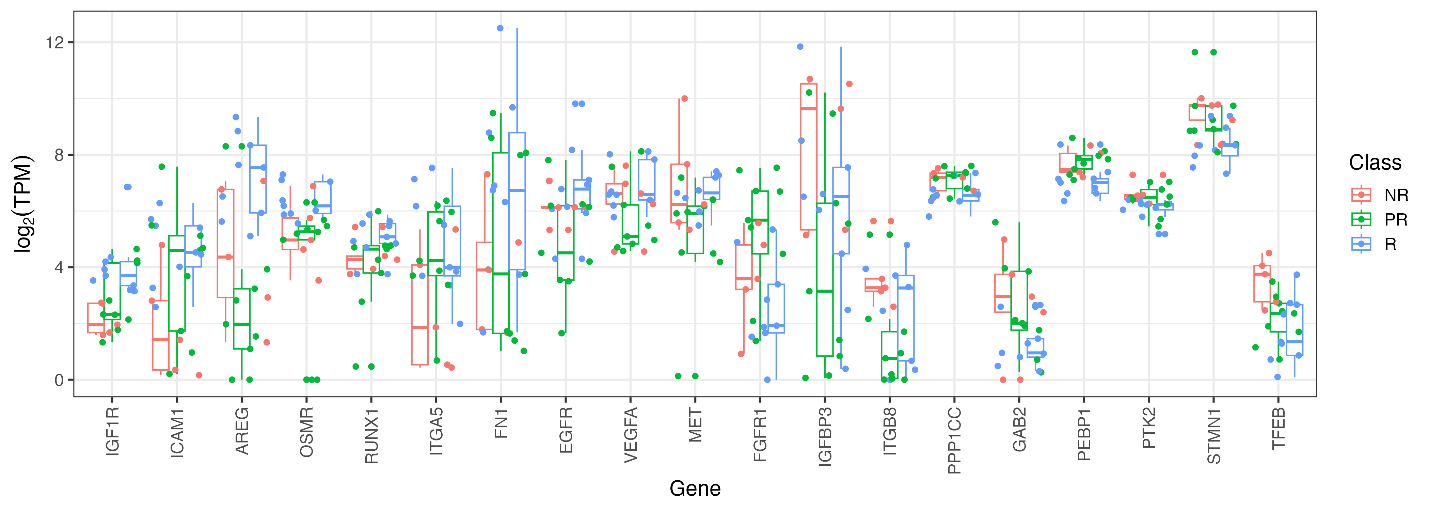 12
8
4
0
log2(TPM)
IGF1R
ICAM1
AREG
OSMR
RUNX1
ITGA5
FN1
EGFR
VEGFA
MET
FGFR1
IGFBP3
ITGB8
PPP1CC
GAB2
PEBP1
PTK2
STMN1
TFEB
Gene
Class
NR
PR
R